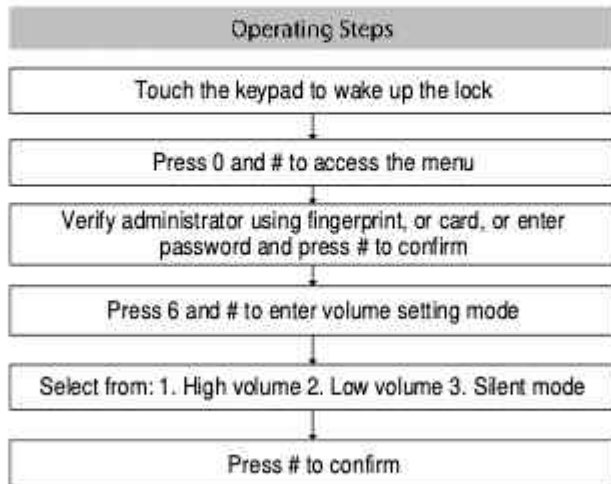 Operating Steps
Touch the keypad to wake up the lock
Press 0 and # to access the menu
Verify administrator using fingerprint, or card, or enter
password and press # to confirm
Press 6 and # to enter volume setting mode
Select from: 1. High volume 2. Low volume 3. Silent mode
Press # to confirm